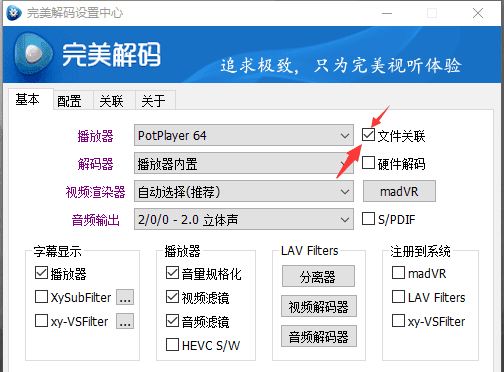 完美解码设置中心
完美解码
追求极致，只为完美视听体验
基本 配置 关联 关于
播放器 PotPlayer 64 文件关联
解码器 播放器内置 硬件解码
视频渲染器 自动选择(推荐) madVR
音频输出 2/0/0 - 2.0 立体声 S/PDIF
字幕显示 播放器 LAV Filters 注册到系统
播放器 音量规格化 分离器 madVR
XySubFilter ... 视频滤镜 视频解码器 LAV Filters
xy-VSFilter ... 音频滤镜 音频解码器 xy-VSFilter
HEVC S/W